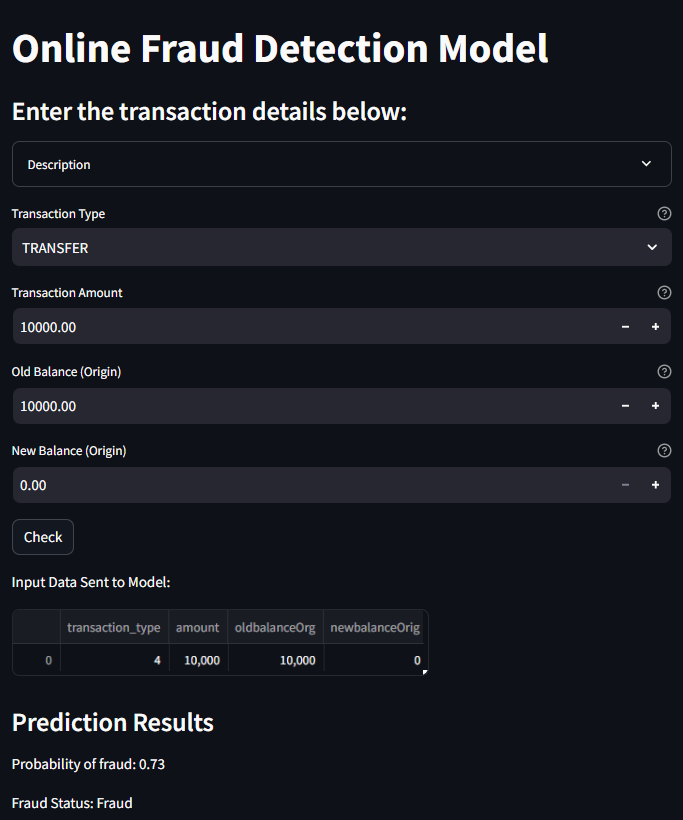 Online Fraud Detection Model
Enter the transaction details below:
Description
Transaction Type
TRANSFER
Transaction Amount
10000.00
Old Balance (Origin)
10000.00
New Balance (Origin)
0.00
Check
Input Data Sent to Model:
transaction_type amount oldbalanceOrg newbalanceOrig
0 4 10,000 10,000 0
Prediction Results
Probability of fraud: 0.73
Fraud Status: Fraud